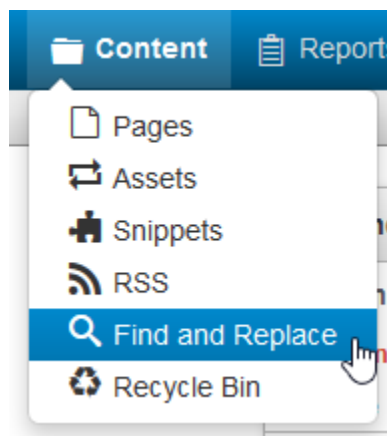 Content Report
Pages
Assets
Snippets
RSS
Find and Replace
Recycle Bin